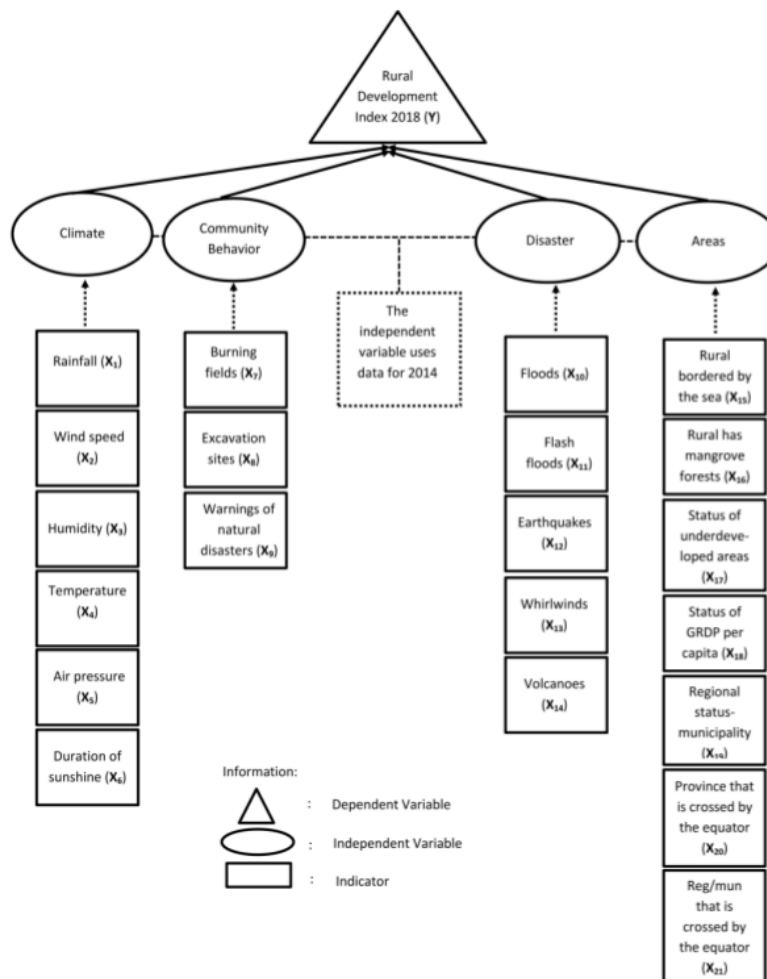 Rural
Development
Index 2018 (Y)
Climate
Community
Behavior
Disaster
Areas
The
independent
variable uses
data for 2014
Rainfall (X₁)
Wind speed
(X₂)
Humidity (X₃)
Temperature
(X₄)
Air pressure
(X₅)
Duration of
sunshine (X₆)
Burning
fields (X₇)
Excavation
sites (X₈)
Warnings of
natural
disasters (X₉)
Floods (X₁₀)
Flash
floods (X₁₁)
Earthquakes
(X₁₂)
Whirlwinds
(X₁₃)
Volcanoes
(X₁₄)
Rural
bordered by
the sea (X₁₅)
Rural has
mangrove
forests (X₁₆)
Status of
underdeve-
loped areas
(X₁₇)
Status of
GRDP per
capita (X₁₈)
Regional
status-
municipality
(X₁₉)
Province that
is crossed by
the equator
(X₂₀)
Reg/mun
that is
crossed by
the equator
(X₂₁)
Information:
: Dependent Variable
: Independent Variable
: Indicator